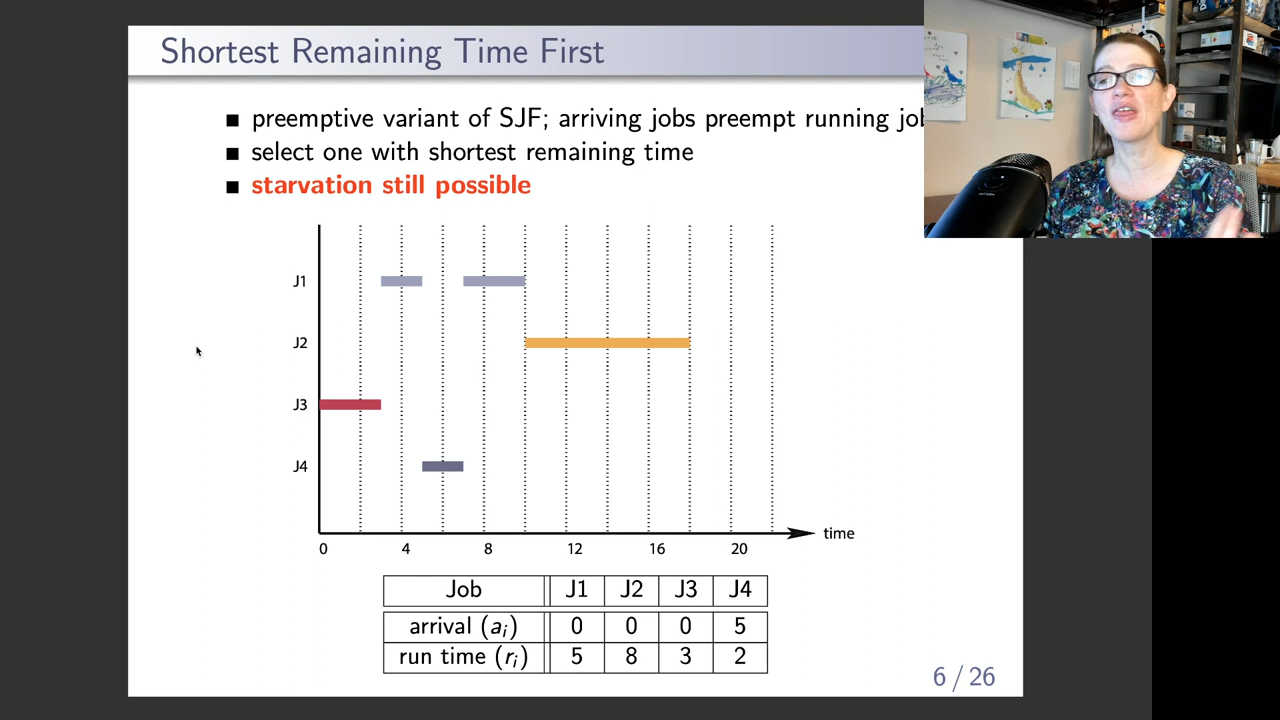 Shortest Remaining Time First
preemptive variant of SJF; arriving jobs preempt running
select one with shortest remaining time
starvation still possible
J1
J2
J3
J4
0 4 8 12 16 20 time
Job J1 J2 J3 J4
arrival (aᵢ) 0 0 0 5
run time (rᵢ) 5 8 3 2
6 / 26